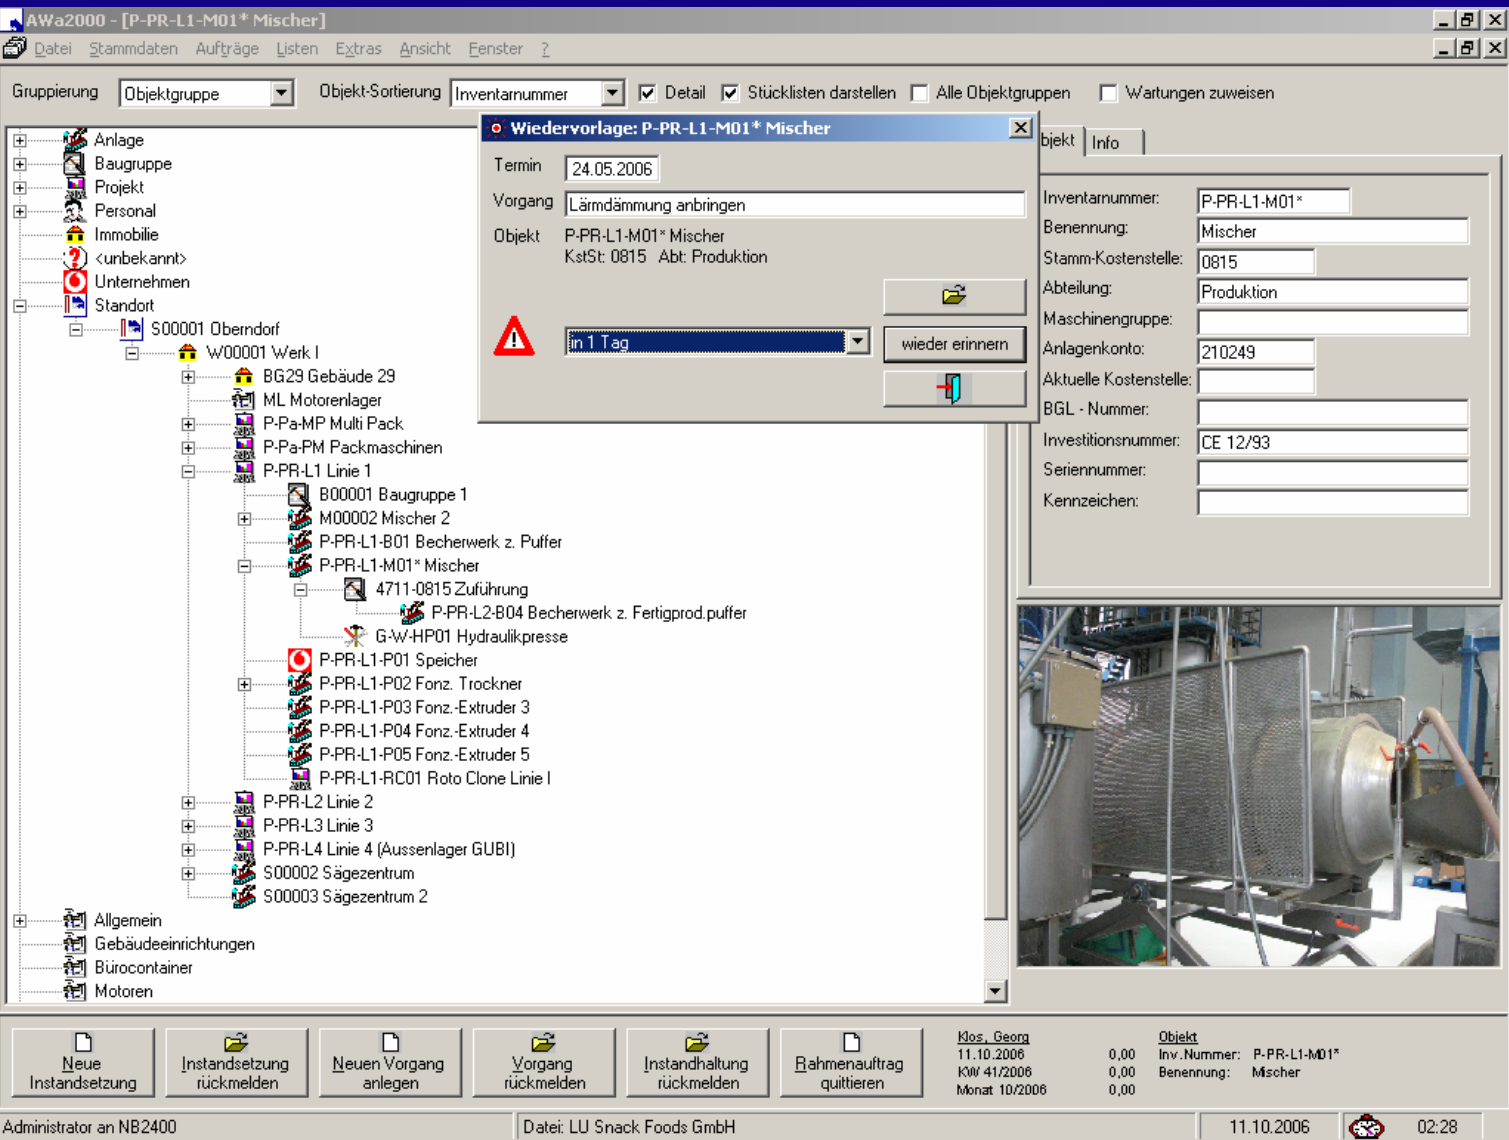 AWa2000 - [P-PR-L1-M01* Mischer]
Datei Stammdaten Aufträge Listen Extras Ansicht Fenster ?
Gruppierung Objektgruppe Objekt-Sortierung Inventarnummer Detail Stücklisten darstellen Alle Objektgruppen Wartungen zuweisen
Anlage
Baugruppe
Projekt
Personal
Immobilie
<unbekannt>
Unternehmen
Standort
S00001 Oberndorf
W00001 Werk I
BG29 Gebäude 29
ML Motorenlager
P-Pa-MP Multi Pack
P-Pa-PM Packmaschinen
P-PR-L1 Linie 1
B00001 Baugruppe 1
M00002 Mischer 2
P-PR-L1-B01 Becherwerk z. Puffer
P-PR-L1-M01* Mischer
4711-0815 Zuführung
P-PR-L2-B04 Becherwerk z. Fertigprod.puffer
G-W-HP01 Hydraulikpresse
P-PR-L1-P01 Speicher
P-PR-L1-P02 Fonz. Trockner
P-PR-L1-P03 Fonz.-Extruder 3
P-PR-L1-P04 Fonz.-Extruder 4
P-PR-L1-P05 Fonz.-Extruder 5
P-PR-L1-RC01 Roto Clone Linie I
P-PR-L2 Linie 2
P-PR-L3 Linie 3
P-PR-L4 Linie 4 (Aussenlager GUBI)
S00002 Sägezentrum
S00003 Sägezentrum 2
Allgemein
Gebäudeeinrichtungen
Bürocontainer
Motoren
Wiedervorlage: P-PR-L1-M01* Mischer
Termin 24.05.2006
Vorgang Lärmdämmung anbringen
Objekt P-PR-L1-M01* Mischer
KstSt: 0815 Abt: Produktion
in 1 Tag wieder erinnern
bjekt Info
Inventarnummer: P-PR-L1-M01*
Benennung: Mischer
Stamm-Kostenstelle: 0815
Abteilung: Produktion
Maschinengruppe:
Anlagenkonto: 210249
Aktuelle Kostenstelle:
BGL - Nummer:
Investitionsnummer: CE 12/93
Seriennummer:
Kennzeichen:
Neue
Instandsetzung
Instandsetzung
rückmelden
Neuen Vorgang
anlegen
Vorgang
rückmelden
Instandhaltung
rückmelden
Rahmenauftrag
quittieren
Klos, Georg
11.10.2006 0,00
KW 41/2006 0,00
Monat 10/2006 0,00
Objekt
Inv.Nummer: P-PR-L1-M01*
Benennung: Mischer
Administrator an NB2400 Datei: LU Snack Foods GmbH 11.10.2006 02:28